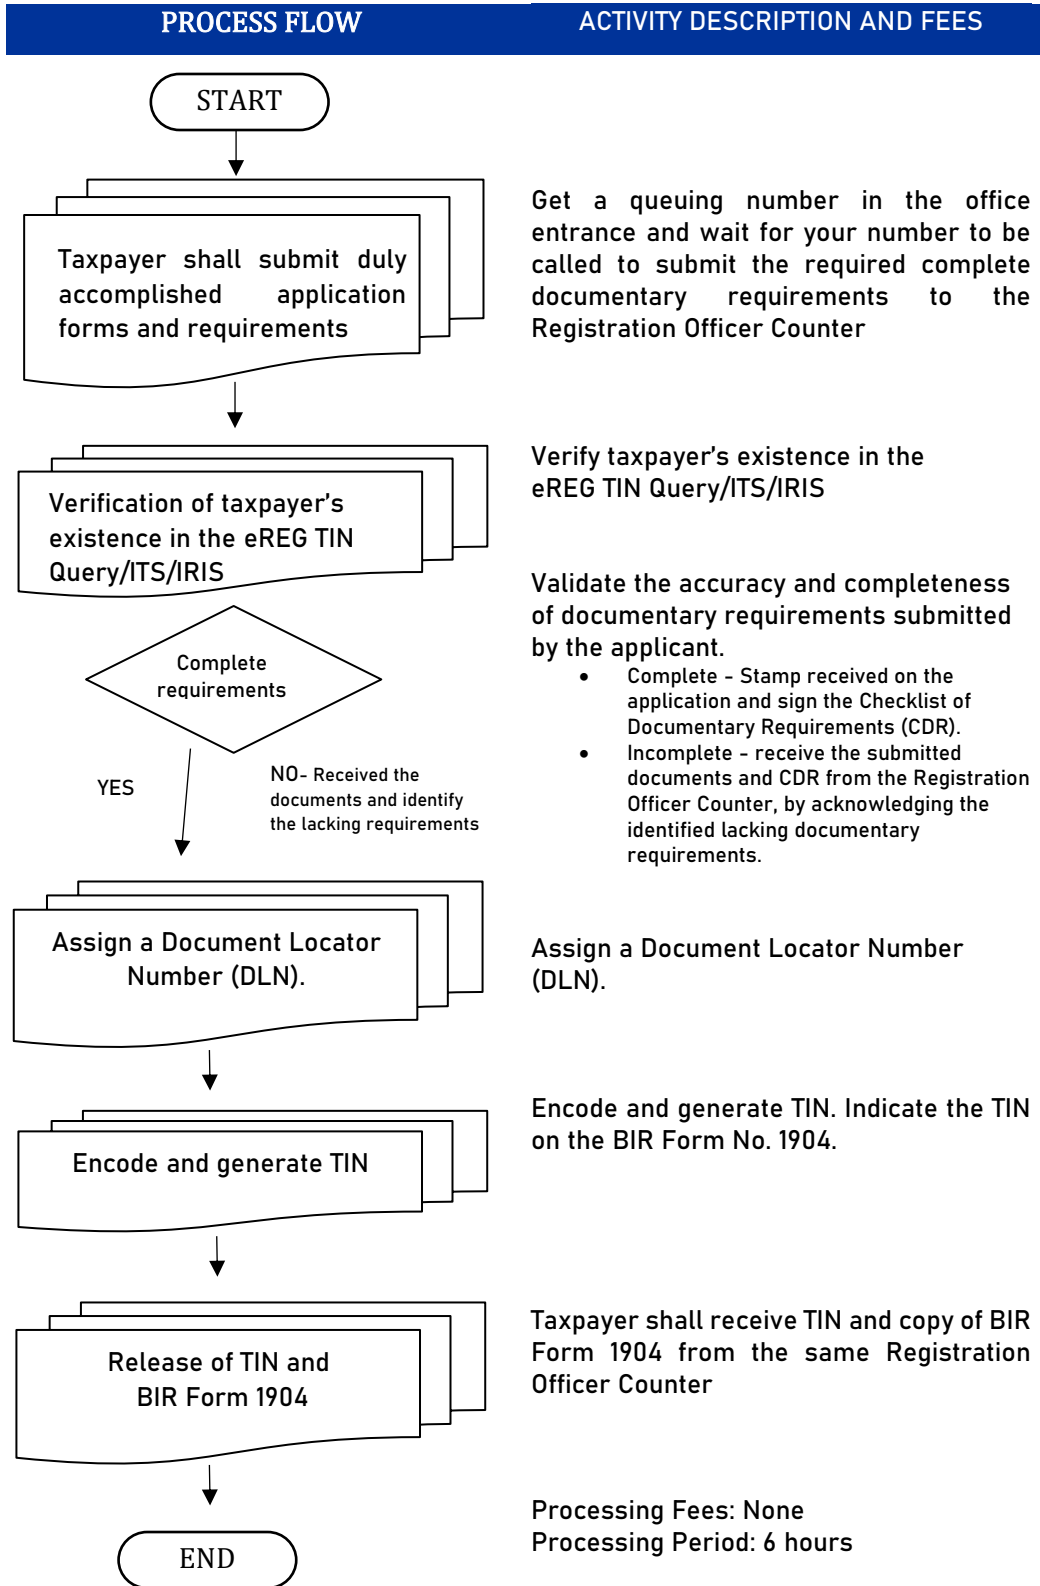 PROCESS FLOW
ACTIVITY DESCRIPTION AND FEES
START
Taxpayer shall submit duly
accomplished application
forms and requirements
Get a queuing number in the office
entrance and wait for your number to be
called to submit the required complete
documentary requirements to the
Registration Officer Counter
Verification of taxpayer's
existence in the eREG TIN
Query/ITS/IRIS
Verify taxpayer's existence in the
eREG TIN Query/ITS/IRIS
Complete
requirements
YES
NO- Received the
documents and identify
the lacking requirements
Validate the accuracy and completeness
of documentary requirements submitted
by the applicant.
• Complete - Stamp received on the
application and sign the Checklist of
Documentary Requirements (CDR).
• Incomplete - receive the submitted
documents and CDR from the Registration
Officer Counter, by acknowledging the
identified lacking documentary
requirements.
Assign a Document Locator
Number (DLN).
Assign a Document Locator Number
(DLN).
Encode and generate TIN
Encode and generate TIN. Indicate the TIN
on the BIR Form No. 1904.
Release of TIN and
BIR Form 1904
Taxpayer shall receive TIN and copy of BIR
Form 1904 from the same Registration
Officer Counter
Processing Fees: None
Processing Period: 6 hours
END